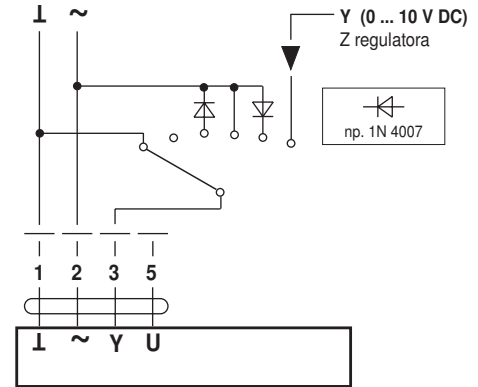 ⊥ ~
Y (0 ... 10 V DC)
Z regulatora
np. 1N 4007
1 2 3 5
⊥ ~ Y U